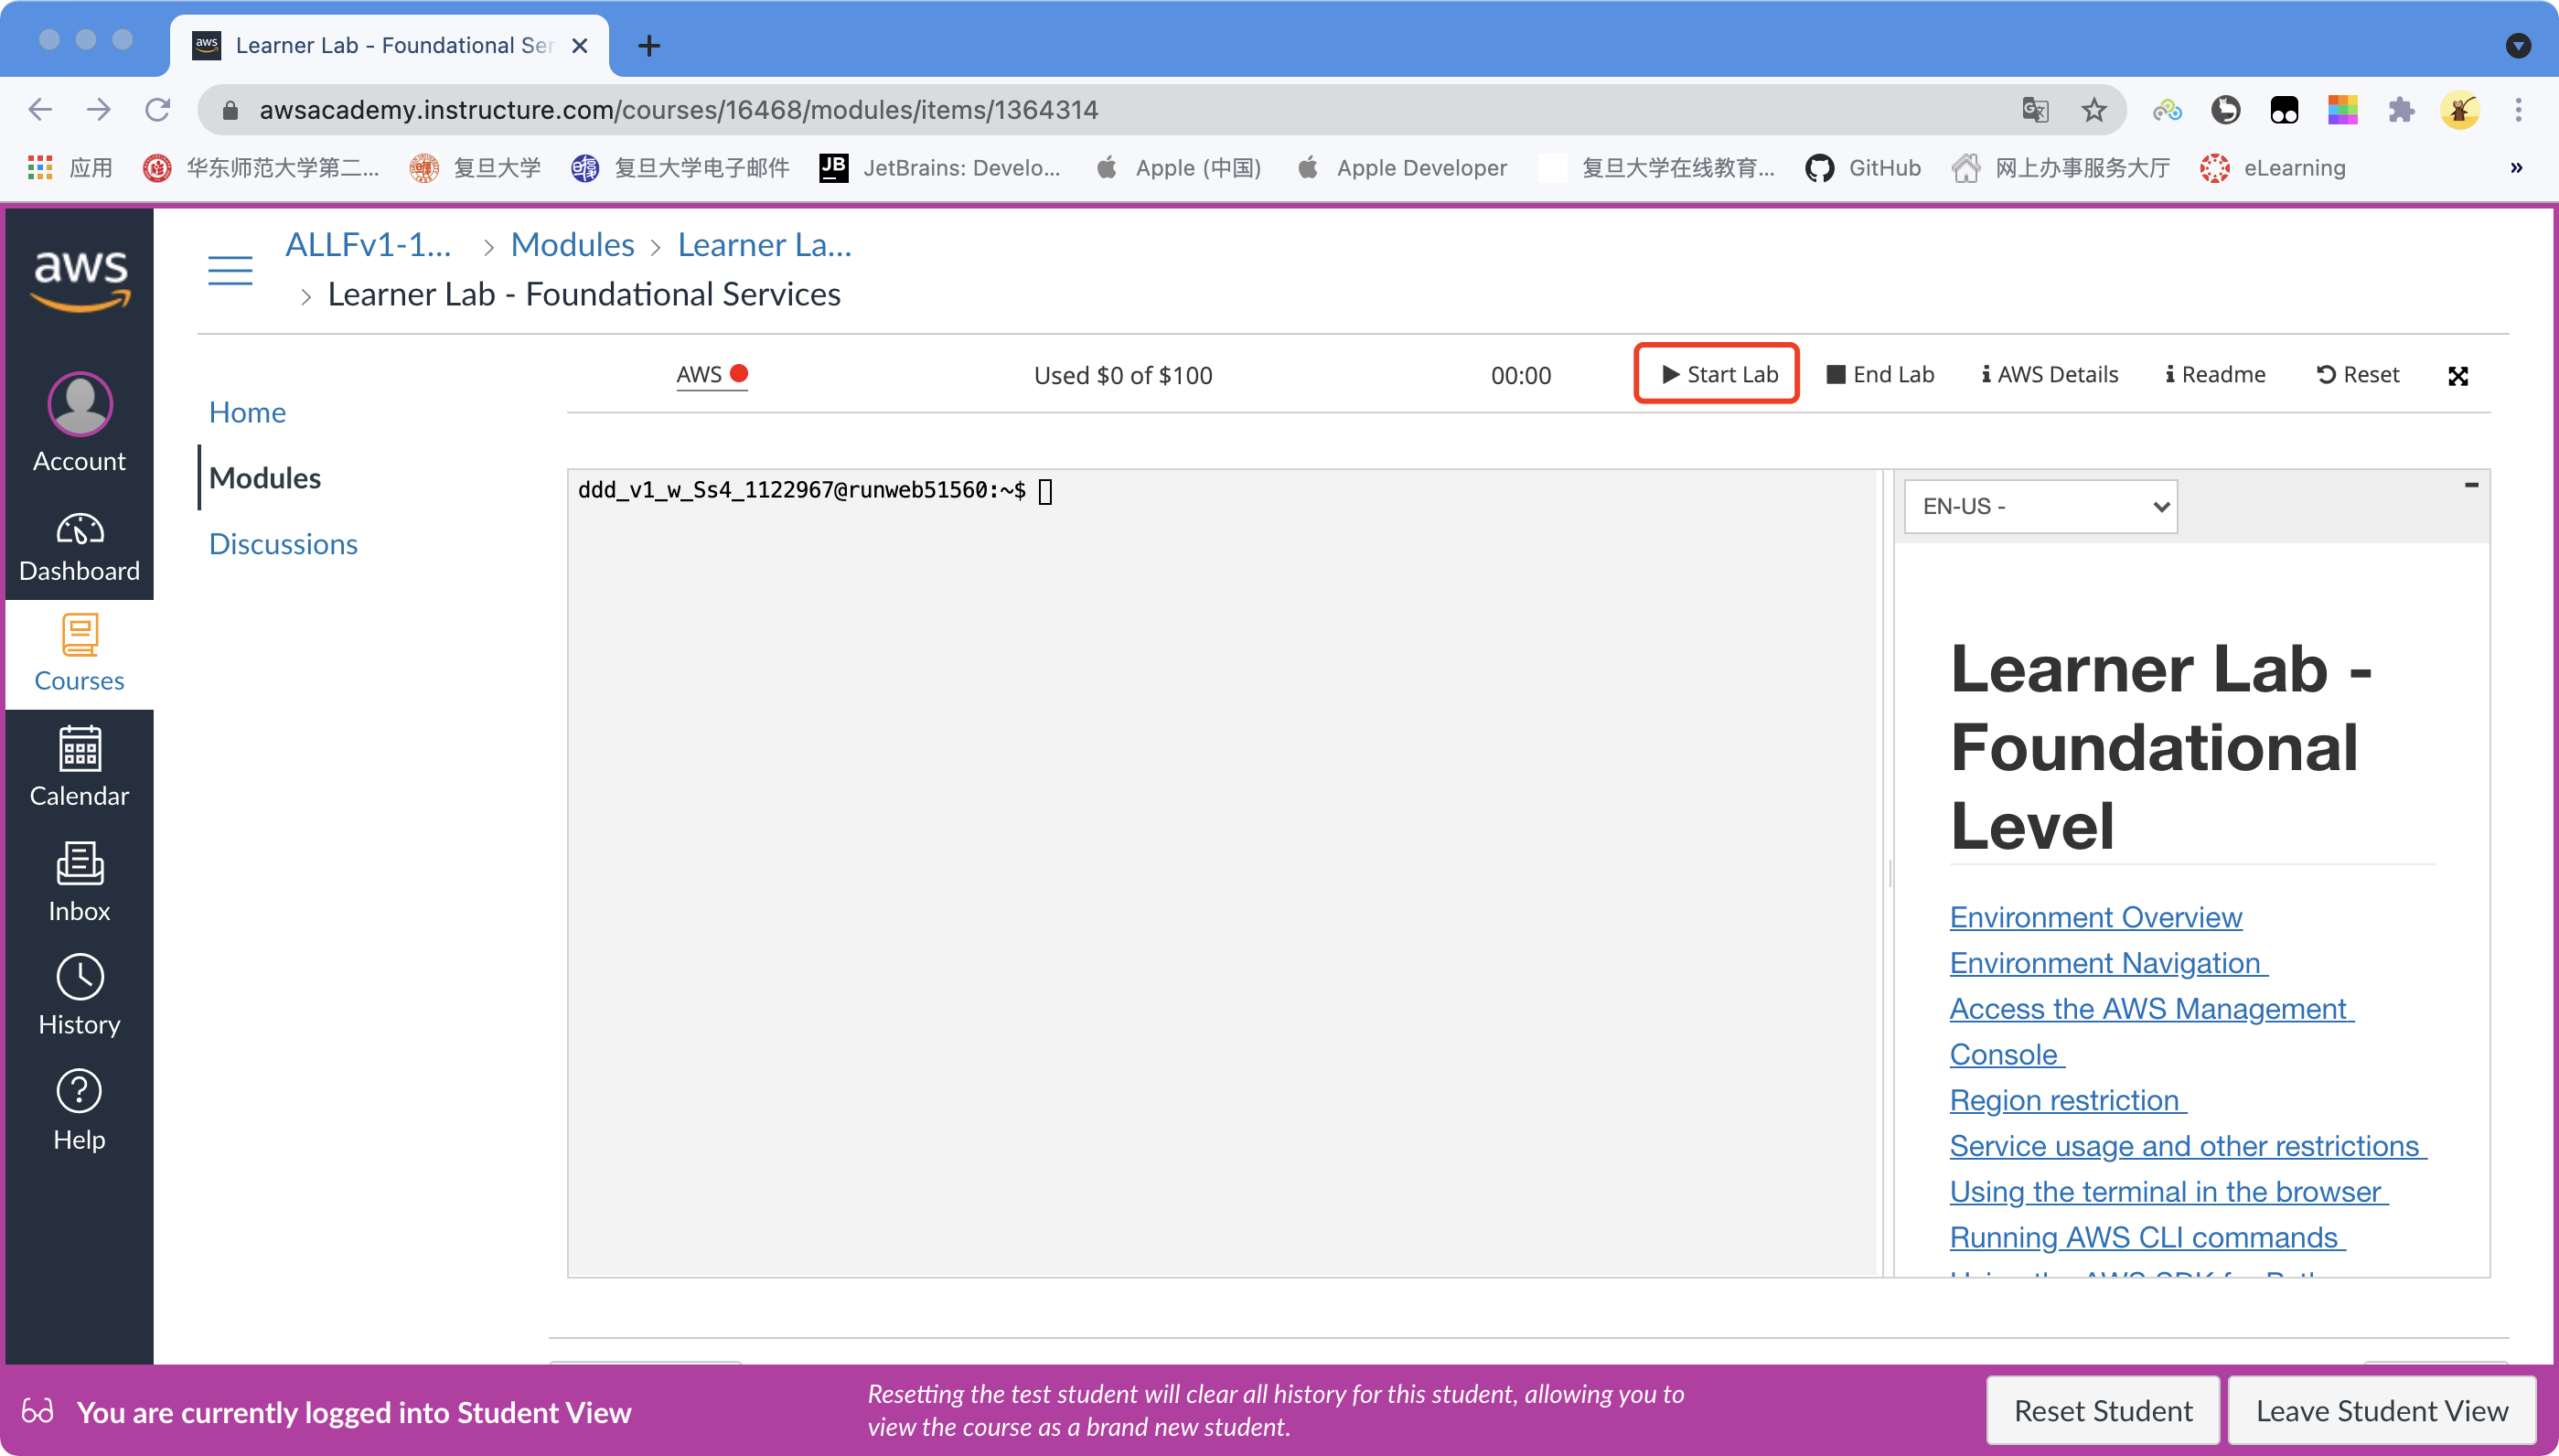 aws Learner Lab - Foundational Ser
awsacademy.instructure.com/courses/16468/modules/items/1364314
应用 华东师范大学第二... 复旦大学 复旦大学电子邮件 JB JetBrains: Develo... Apple (中国) Apple Developer 复旦大学在线教育... GitHub 网上办事服务大厅 eLearning »
aws
Account
Dashboard
Courses
Calendar
Inbox
History
Help
ALLFv1-1... > Modules > Learner La...
> Learner Lab - Foundational Services
Home
Modules
Discussions
AWS Used $0 of $100 00:00 Start Lab End Lab AWS Details Readme Reset
ddd_v1_w_Ss4_1122967@runweb51560:~$
EN-US -
Learner Lab -
Foundational
Level
Environment Overview
Environment Navigation
Access the AWS Management
Console
Region restriction
Service usage and other restrictions
Using the terminal in the browser
Running AWS CLI commands
You are currently logged into Student View
Resetting the test student will clear all history for this student, allowing you to
view the course as a brand new student.
Reset Student
Leave Student View